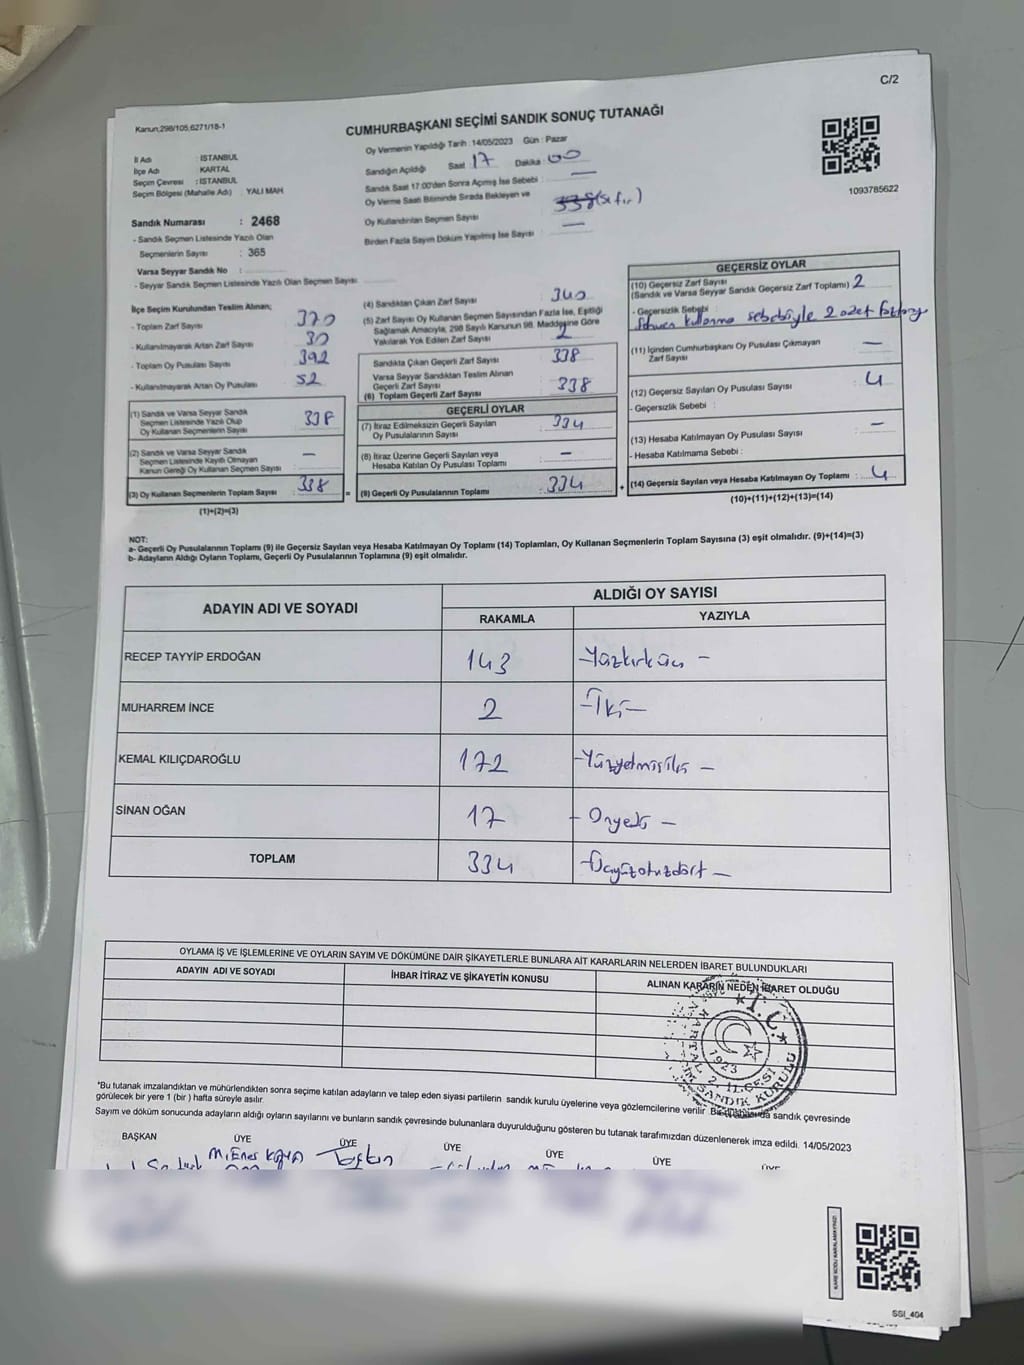 C/2
Kanun:298/105,6271/18-1
CUMHURBAŞKANI SEÇİMİ SANDIK SONUÇ TUTANAĞI
1093785622
İl Adı : İSTANBUL
İlçe Adı : KARTAL
Seçim Çevresi : İSTANBUL
Seçim Bölgesi (Mahalle Adı) : YALI MAH
Sandık Numarası : 2468
- Sandık Seçmen Listesinde Yazılı Olan
Seçmenlerin Sayısı : 365
Varsa Seyyar Sandık No :
- Seyyar Sandık Seçmen Listesinde Yazılı Olan Seçmen Sayısı :
Oy Vermenin Yapıldığı Tarih : 14/05/2023 Gün : Pazar
Sandığın Açıldığı Saat : 17 Dakika : 00
Sandık Saat 17:00'den Sonra Açılmış İse Sebebi : —
Oy Verme Saati Bitiminde Sırada Bekleyen ve
Oy Kullandırılan Seçmen Sayısı : 338 (sıfır)
Birden Fazla Sayım Döküm Yapılmış İse Sayısı : —
İlçe Seçim Kurulundan Teslim Alınan;
- Toplam Zarf Sayısı : 370
- Kullanılmayarak Artan Zarf Sayısı : 30
- Toplam Oy Pusulası Sayısı : 392
- Kullanılmayarak Artan Oy Pusulası : 52
(1) Sandık ve Varsa Seyyar Sandık
Seçmen Listesinde Yazılı Olup
Oy Kullanan Seçmenlerin Sayısı : 338
(2) Sandık ve Varsa Seyyar Sandık
Seçmen Listesinde Kayıtlı Olmayan
Kanun Gereği Oy Kullanan Seçmen Sayısı : —
(3) Oy Kullanan Seçmenlerin Toplam Sayısı : 338
(1)+(2)=(3)
(4) Sandıktan Çıkan Zarf Sayısı : 340
(5) Zarf Sayısı Oy Kullanan Seçmen Sayısından Fazla İse, Eşitliği
Sağlamak Amacıyla, 298 Sayılı Kanunun 98. Maddesine Göre
Yakılarak Yok Edilen Zarf Sayısı : 2
Sandıkta Çıkan Geçerli Zarf Sayısı : 338
Varsa Seyyar Sandıktan Teslim Alınan
Geçerli Zarf Sayısı :
(6) Toplam Geçerli Zarf Sayısı : 338
GEÇERLİ OYLAR
(7) İtiraz Edilmeksizin Geçerli Sayılan
Oy Pusulalarının Sayısı : 334
(8) İtiraz Üzerine Geçerli Sayılan veya
Hesaba Katılan Oy Pusulası Toplamı : —
= (9) Geçerli Oy Pusulalarının Toplamı : 334
GEÇERSİZ OYLAR
(10) Geçersiz Zarf Sayısı
(Sandık ve Varsa Seyyar Sandık Geçersiz Zarf Toplamı) 2
- Geçersizlik Sebebi : kullanma sebebiyle 2 adet
(11) İçinden Cumhurbaşkanı Oy Pusulası Çıkmayan
Zarf Sayısı : —
(12) Geçersiz Sayılan Oy Pusulası Sayısı : 4
- Geçersizlik Sebebi :
(13) Hesaba Katılmayan Oy Pusulası Sayısı : —
- Hesaba Katılmama Sebebi :
+ (14) Geçersiz Sayılan veya Hesaba Katılmayan Oy Toplamı : 4
(10)+(11)+(12)+(13)=(14)
NOT:
a- Geçerli Oy Pusulalarının Toplamı (9) ile Geçersiz Sayılan veya Hesaba Katılmayan Oy Toplamı (14) Toplamları, Oy Kullanan Seçmenlerin Toplam Sayısına (3) eşit olmalıdır. (9)+(14)=(3)
b- Adayların Aldığı Oyların Toplamı, Geçerli Oy Pusulalarının Toplamına (9) eşit olmalıdır.
ADAYIN ADI VE SOYADI ALDIĞI OY SAYISI
RAKAMLA YAZIYLA
RECEP TAYYİP ERDOĞAN 143 - Yüzkırküç -
MUHARREM İNCE 2 - İki -
KEMAL KILIÇDAROĞLU 172 - Yüzyetmişiki -
SİNAN OĞAN 17 - Onyedi -
TOPLAM 334 - Üçyüzotuzdört -
OYLAMA İŞ VE İŞLEMLERİNE VE OYLARIN SAYIM VE DÖKÜMÜNE DAİR ŞİKAYETLERLE BUNLARA AİT KARARLARIN NELERDEN İBARET BULUNDUKLARI
ADAYIN ADI VE SOYADI İHBAR İTİRAZ VE ŞİKAYETİN KONUSU ALINAN KARARIN NEDEN İBARET OLDUĞU
* T.C. *
KARTAL 2. İLÇESİ
SANDIK KURULU
1923
"Bu tutanak imzalandıktan ve mühürlendikten sonra seçime katılan adayların ve talep eden siyasi partilerin sandık kurulu üyelerine veya gözlemcilerine verilir. sandık çevresinde
görülecek bir yere 1 (bir) hafta süreyle asılır.
Sayım ve döküm sonucunda adayların aldığı oyların sayılarını ve bunların sandık çevresinde bulunanlara duyurulduğunu gösteren bu tutanak tarafımızdan düzenlenerek imza edildi. 14/05/2023
BAŞKAN ÜYE ÜYE ÜYE ÜYE ÜYE ÜYE
M. Enes Kaya
KARE KODU KARALAMAYINIZ!
SSI_404